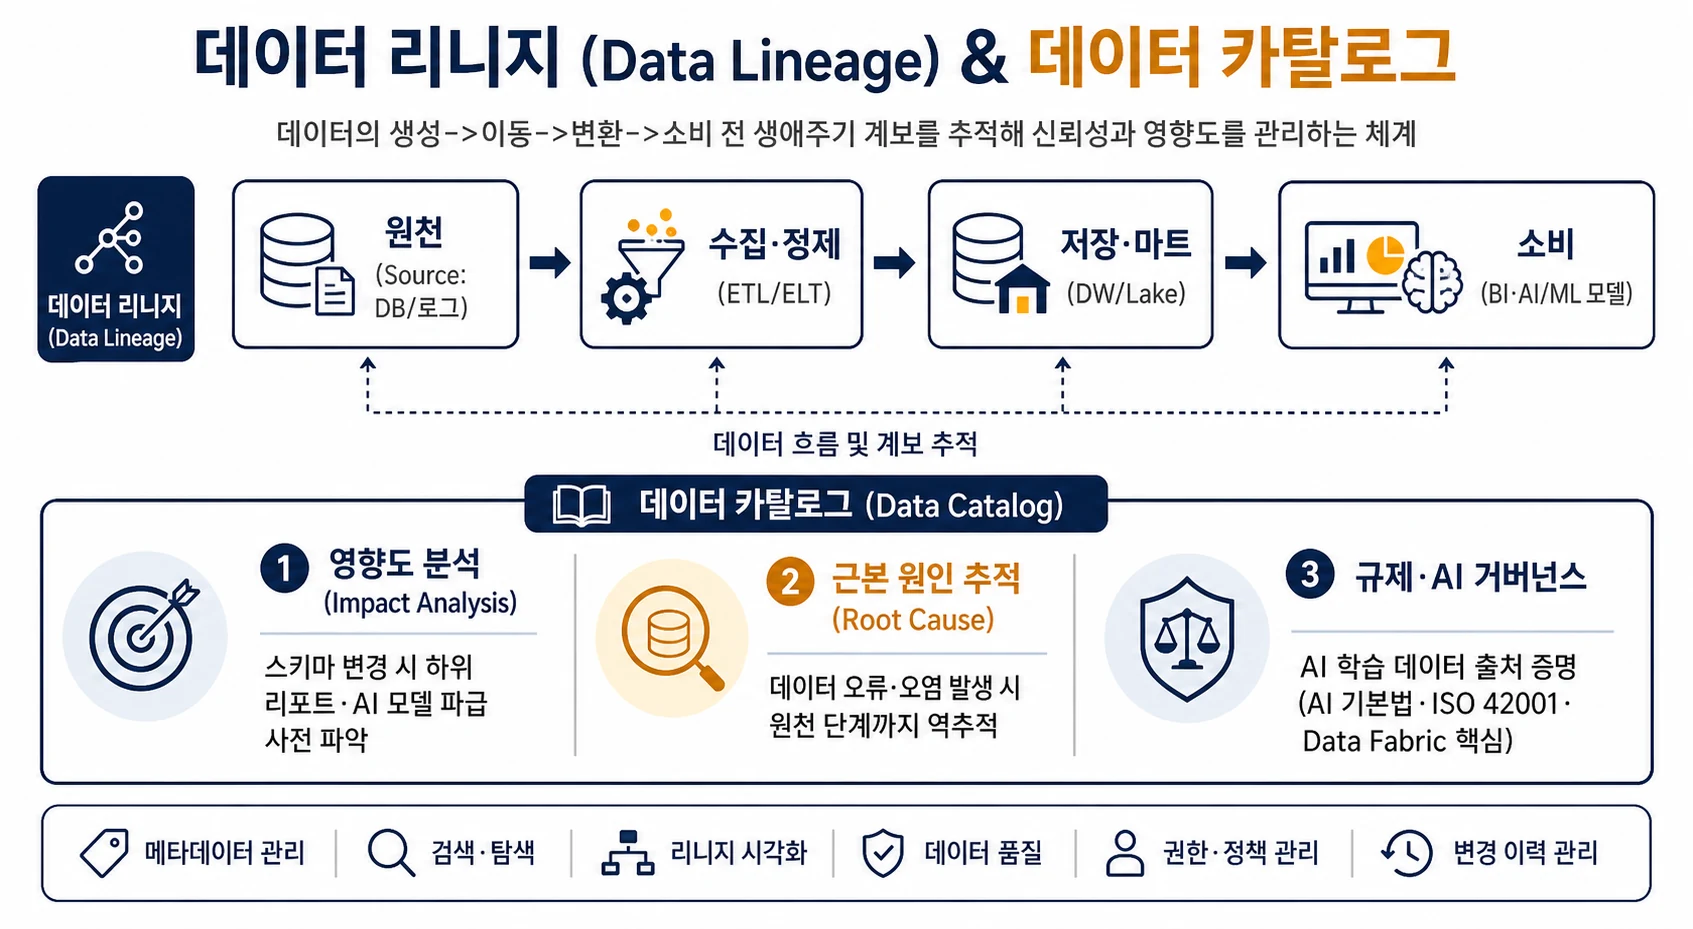 데이터 리니지 (Data Lineage) & 데이터 카탈로그
데이터의 생성->이동->변환->소비 전 생애주기 계보를 추적해 신뢰성과 영향도를 관리하는 체계
데이터 리니지
(Data Lineage)
원천
(Source:
DB/로그)
수집·정제
(ETL/ELT)
저장·마트
(DW/Lake)
소비
(BI·AI/ML 모델)
데이터 흐름 및 계보 추적
데이터 카탈로그 (Data Catalog)
1 영향도 분석
(Impact Analysis)
스키마 변경 시 하위
리포트·AI 모델 파급
사전 파악
2 근본 원인 추적
(Root Cause)
데이터 오류·오염 발생 시
원천 단계까지 역추적
3 규제·AI 거버넌스
AI 학습 데이터 출처 증명
(AI 기본법·ISO 42001·
Data Fabric 핵심)
메타데이터 관리
검색·탐색
리니지 시각화
데이터 품질
권한·정책 관리
변경 이력 관리